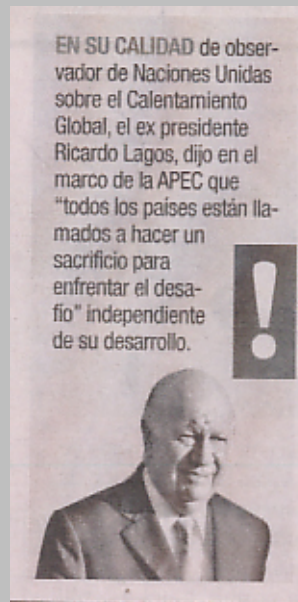 EN SU CALIDAD de obser-
vador de Naciones Unidas
sobre el Calentamiento
Global, el ex presidente
Ricardo Lagos, dijo en el
marco de la APEC que
"todos los países están lla-
mados a hacer un
sacrificio para
enfrentar el desa-
fío" independiente
de su desarrollo.
!